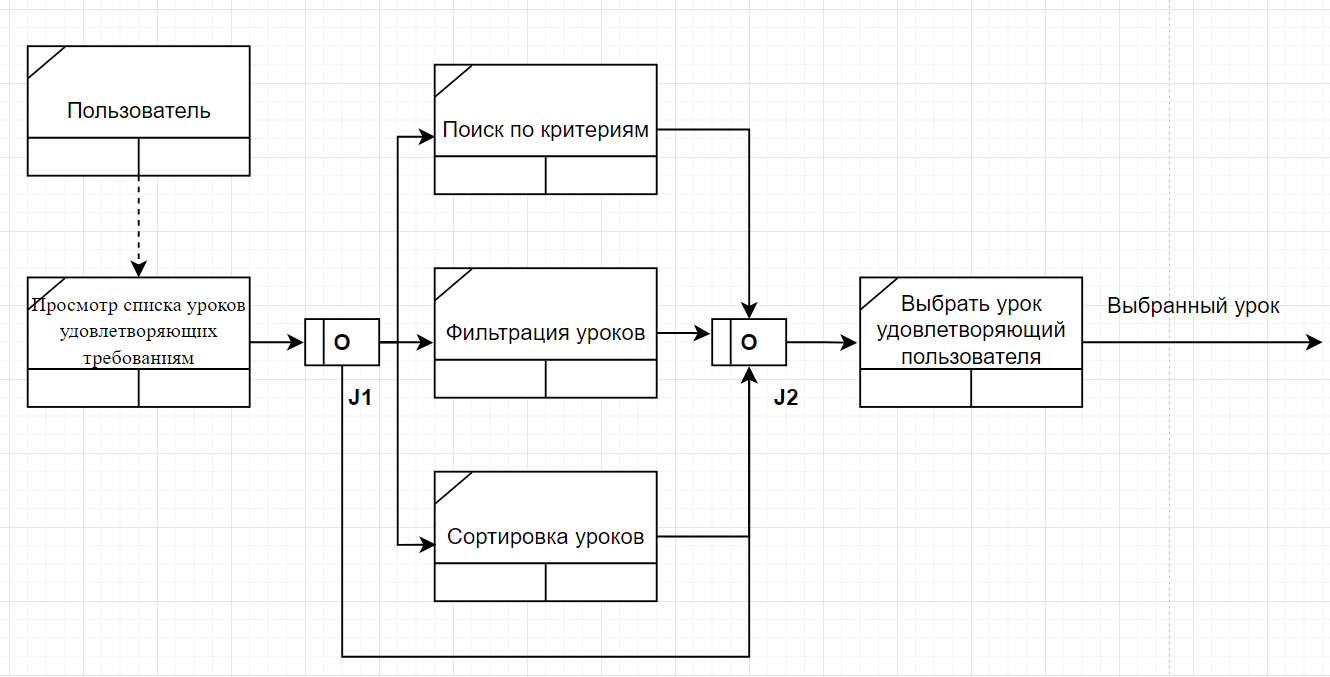 Пользователь
Просмотр списка уроков
удовлетворяющих
требованиям
O
J1
Поиск по критериям
Фильтрация уроков
Сортировка уроков
O
J2
Выбрать урок
удовлетворяющий
пользователя
Выбранный урок